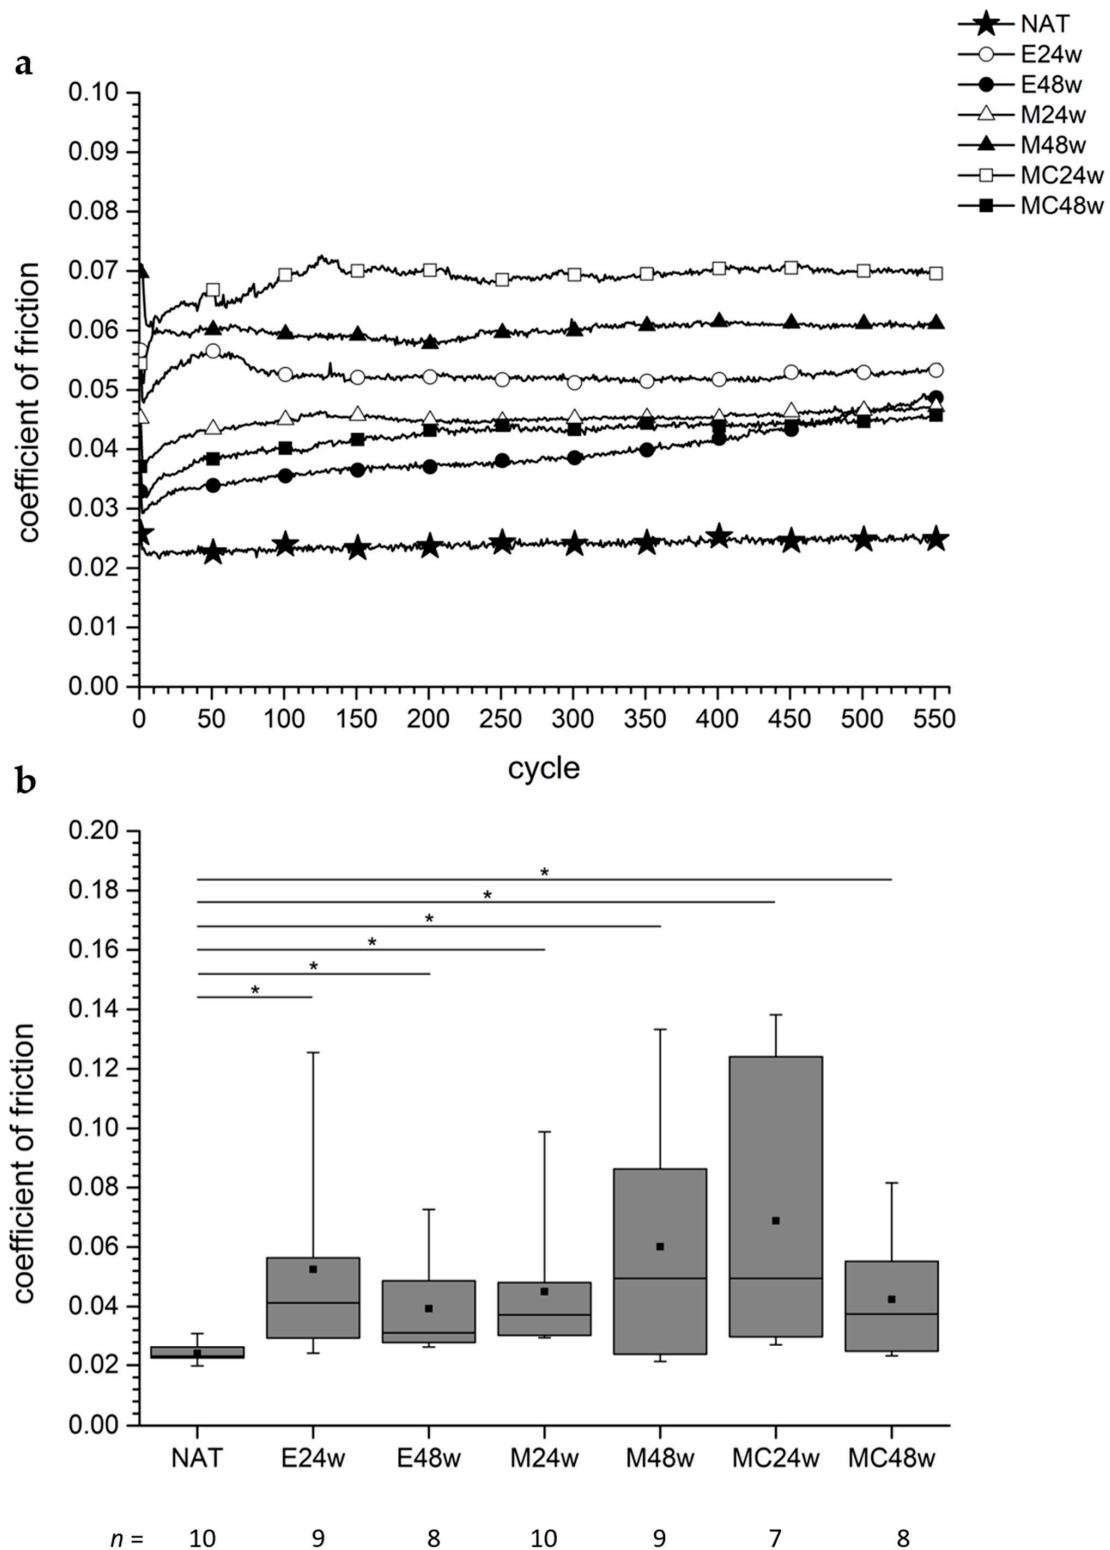 NAT
E24w
E48w
M24w
M48w
MC24w
MC48w
a
0.10
0.09
0.08
0.07
0.06
0.05
0.04
0.03
0.02
0.01
0.00
coefficient of friction
0 50 100 150 200 250 300 350 400 450 500 550
cycle
b
0.20
0.18
0.16
0.14
0.12
0.10
0.08
0.06
0.04
0.02
0.00
coefficient of friction
*
*
*
*
*
*
NAT E24w E48w M24w M48w MC24w MC48w
n = 10 9 8 10 9 7 8